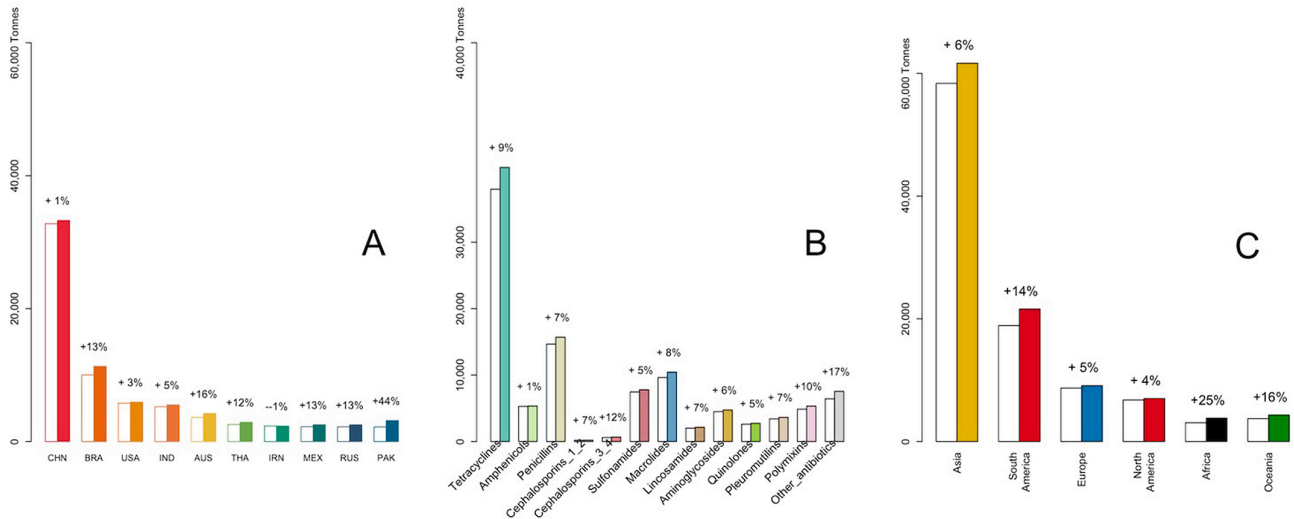 60,000 Tonnes
40,000
20,000
0
+ 1%
+13%
+ 3%
+ 5%
+16%
+12%
--1%
+13%
+13%
+44%
CHN
BRA
USA
IND
AUS
THA
IRN
MEX
RUS
PAK
A
40,000 Tonnes
30,000
20,000
10,000
0
+ 9%
+ 1%
+ 7%
+ 7%
+12%
+ 5%
+ 8%
+ 7%
+ 6%
+ 5%
+ 7%
+10%
+17%
Tetracyclines
Amphenicols
Penicillins
Cephalosporins_1_2
Cephalosporins_3_4
Sulfonamides
Macrolides
Lincosamides
Aminoglycosides
Quinolones
Pleuromutilins
Polymixins
Other_antibiotics
B
60,000 Tonnes
40,000
20,000
0
+ 6%
+14%
+ 5%
+ 4%
+25%
+16%
Asia
South
America
Europe
North
America
Africa
Oceania
C